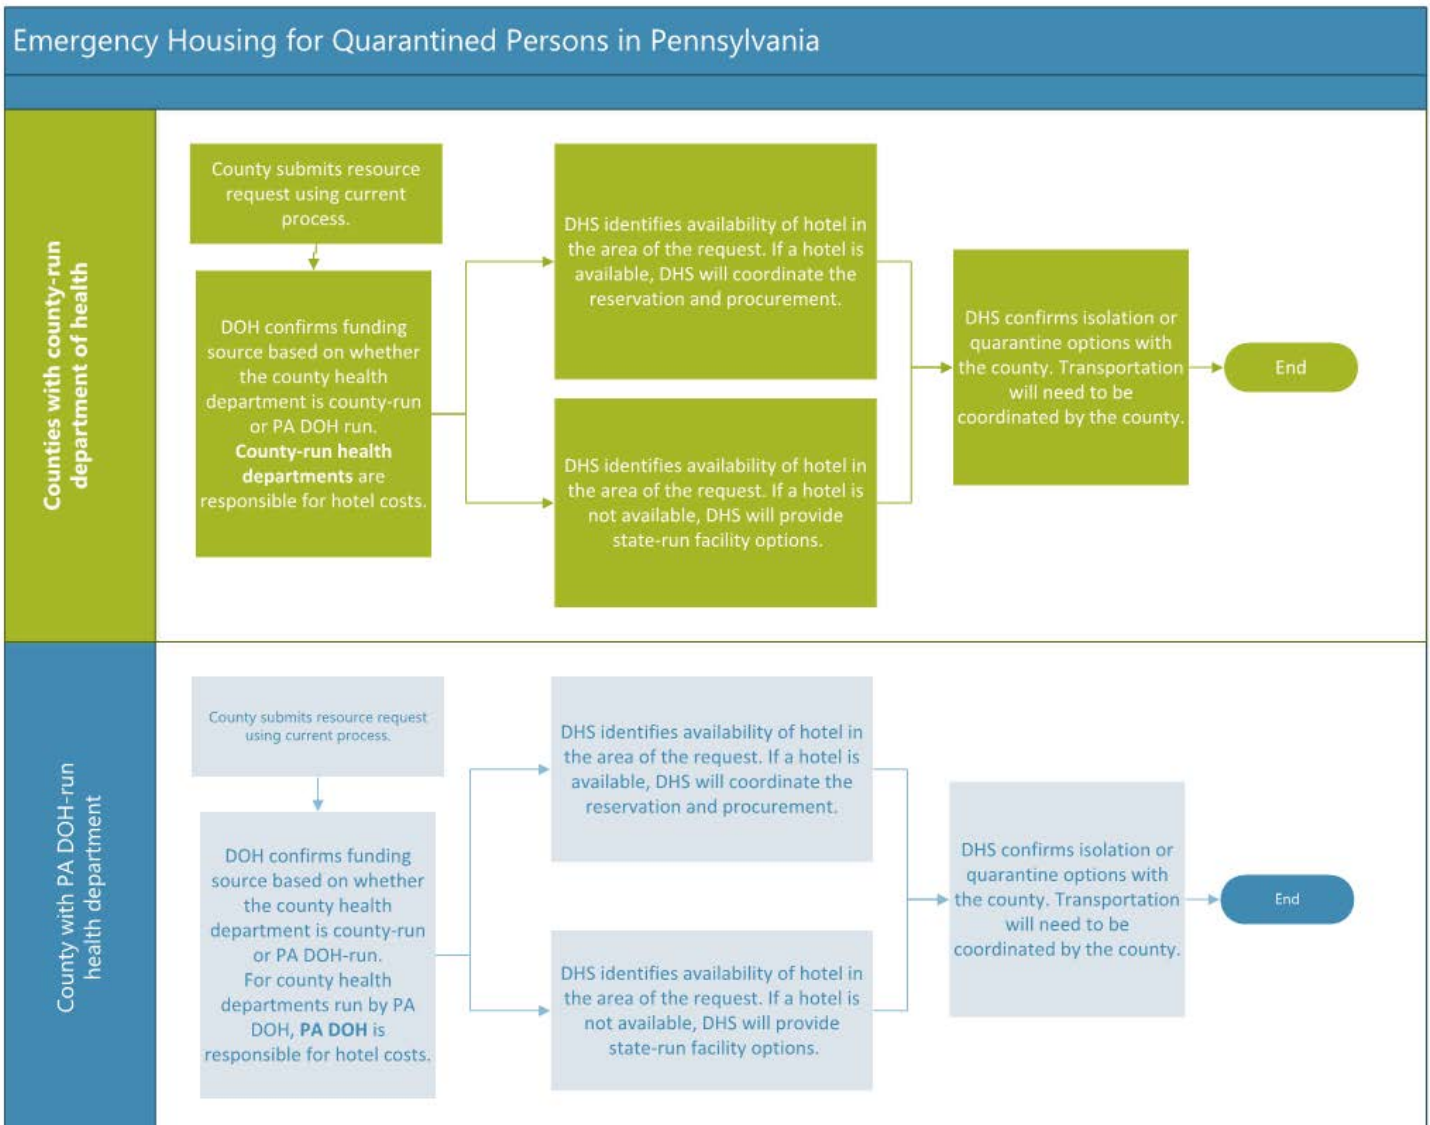 Emergency Housing for Quarantined Persons in Pennsylvania
Counties with county-run
department of health
County submits resource
request using current
process.
DOH confirms funding
source based on whether
the county health
department is county-run
or PA DOH run.
County-run health
departments are
responsible for hotel costs.
DHS identifies availability of hotel in
the area of the request. If a hotel is
available, DHS will coordinate the
reservation and procurement.
DHS identifies availability of hotel in
the area of the request. If a hotel is
not available, DHS will provide
state-run facility options.
DHS confirms isolation or
quarantine options with
the county. Transportation
will need to be
coordinated by the county.
End
County with PA DOH-run
health department
County submits resource request
using current process.
DOH confirms funding
source based on whether
the county health
department is county-run
or PA DOH-run.
For county health
departments run by PA
DOH, PA DOH is
responsible for hotel costs.
DHS identifies availability of hotel in
the area of the request. If a hotel is
available, DHS will coordinate the
reservation and procurement.
DHS identifies availability of hotel in
the area of the request. If a hotel is
not available, DHS will provide
state-run facility options.
DHS confirms isolation or
quarantine options with
the county. Transportation
will need to be
coordinated by the county.
End